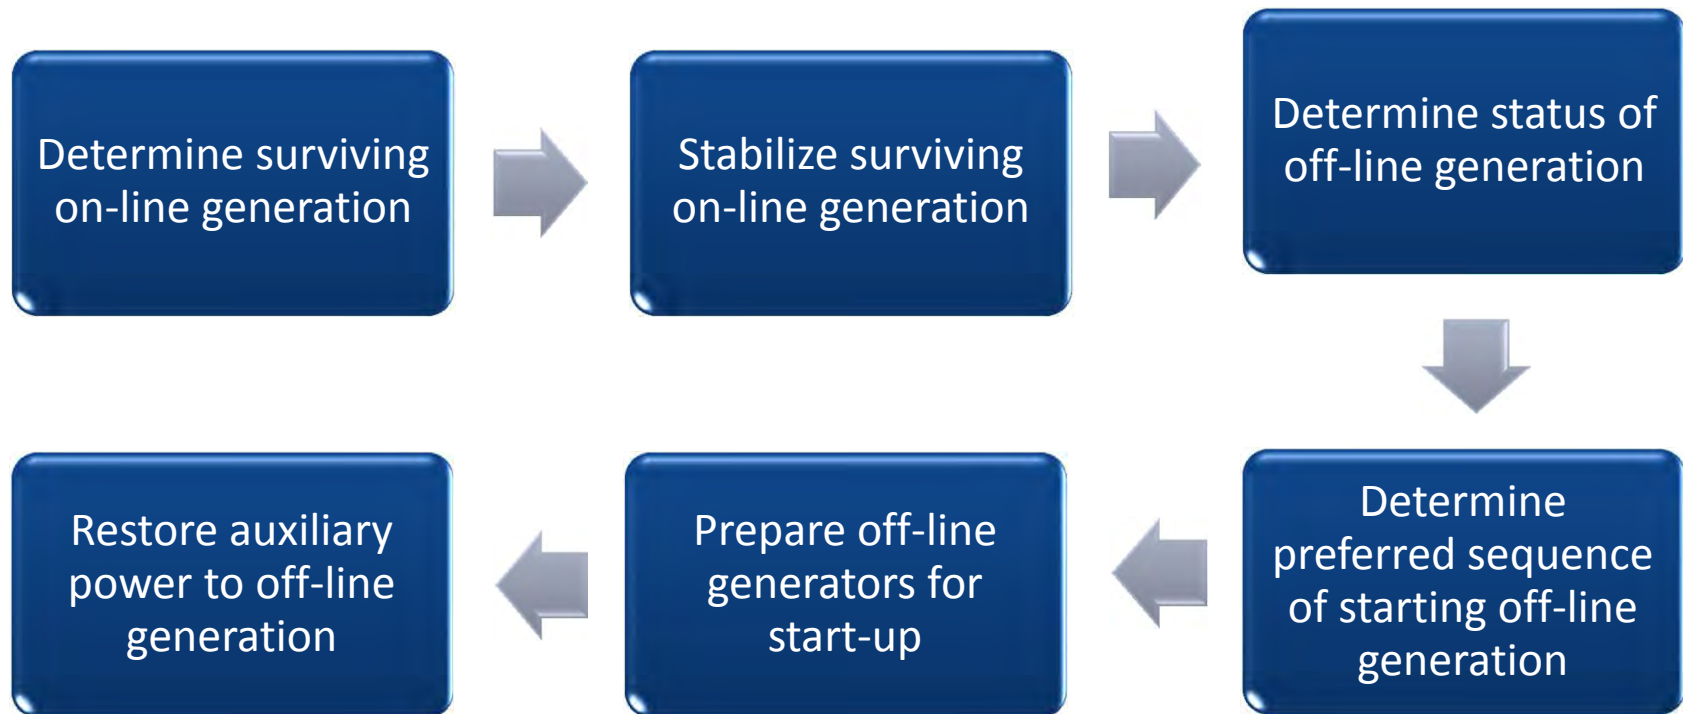 Determine surviving
on-line generation
Stabilize surviving
on-line generation
Determine status of
off-line generation
Determine
preferred sequence
of starting off-line
generation
Prepare off-line
generators for
start-up
Restore auxiliary
power to off-line
generation